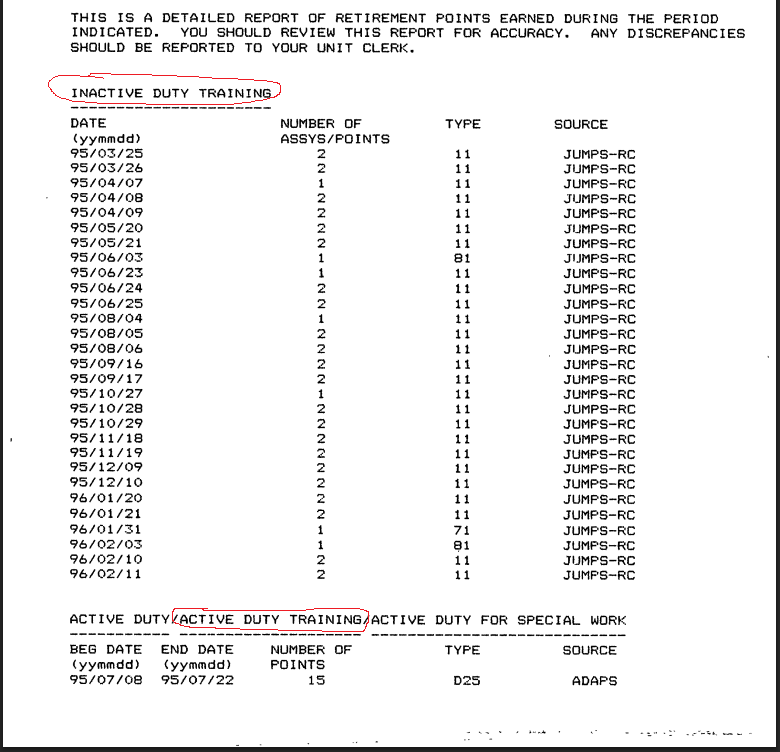 THIS IS A DETAILED REPORT OF RETIREMENT POINTS EARNED DURING THE PERIOD
INDICATED. YOU SHOULD REVIEW THIS REPORT FOR ACCURACY. ANY DISCREPANCIES
SHOULD BE REPORTED TO YOUR UNIT CLERK.
INACTIVE DUTY TRAINING
DATE NUMBER OF TYPE SOURCE
(yymmdd) ASSYS/POINTS
95/03/25 2 11 JUMPS-RC
95/03/26 2 11 JUMPS-RC
95/04/07 1 11 JUMPS-RC
95/04/08 2 11 JUMPS-RC
95/04/09 2 11 JUMPS-RC
95/05/20 2 11 JUMPS-RC
95/05/21 2 11 JUMPS-RC
95/06/03 1 81 JUMPS-RC
95/06/23 1 11 JUMPS-RC
95/06/24 2 11 JUMPS-RC
95/06/25 2 11 JUMPS-RC
95/08/04 1 11 JUMPS-RC
95/08/05 2 11 JUMPS-RC
95/08/06 2 11 JUMPS-RC
95/09/16 2 11 JUMPS-RC
95/09/17 2 11 JUMPS-RC
95/10/27 1 11 JUMPS-RC
95/10/28 2 11 JUMPS-RC
95/10/29 2 11 JUMPS-RC
95/11/18 2 11 JUMPS-RC
95/11/19 2 11 JUMPS-RC
95/12/09 2 11 JUMPS-RC
95/12/10 2 11 JUMPS-RC
96/01/20 2 11 JUMPS-RC
96/01/21 2 11 JUMPS-RC
96/01/31 1 71 JUMPS-RC
96/02/03 1 81 JUMPS-RC
96/02/10 2 11 JUMPS-RC
96/02/11 2 11 JUMPS-RC
ACTIVE DUTY/ACTIVE DUTY TRAINING/ACTIVE DUTY FOR SPECIAL WORK
BEG DATE END DATE NUMBER OF TYPE SOURCE
(yymmdd) (yymmdd) POINTS
95/07/08 95/07/22 15 D25 ADAPS